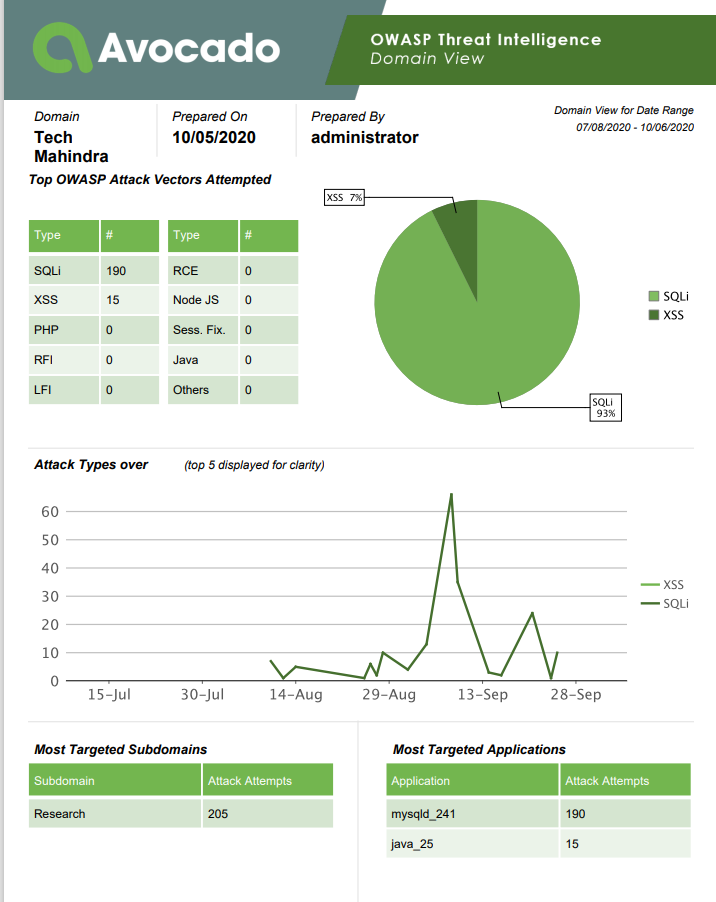 Avocado
OWASP Threat Intelligence
Domain View
Domain
Tech
Mahindra
Prepared On
10/05/2020
Prepared By
administrator
Domain View for Date Range
07/08/2020 - 10/06/2020
Top OWASP Attack Vectors Attempted
Type # Type #
SQLi 190 RCE 0
XSS 15 Node JS 0
PHP 0 Sess. Fix. 0
RFI 0 Java 0
LFI 0 Others 0
XSS 7%
SQLi
93%
SQLi
XSS
Attack Types over (top 5 displayed for clarity)
60
50
40
30
20
10
0
15-Jul 30-Jul 14-Aug 29-Aug 13-Sep 28-Sep
XSS
SQLi
Most Targeted Subdomains
Subdomain Attack Attempts
Research 205
Most Targeted Applications
Application Attack Attempts
mysqld_241 190
java_25 15